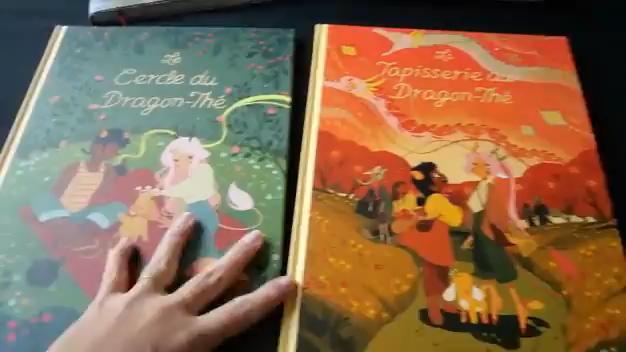 Le
Cercle du
Dragon-Thé
La
Tapisserie du
Dragon-Thé